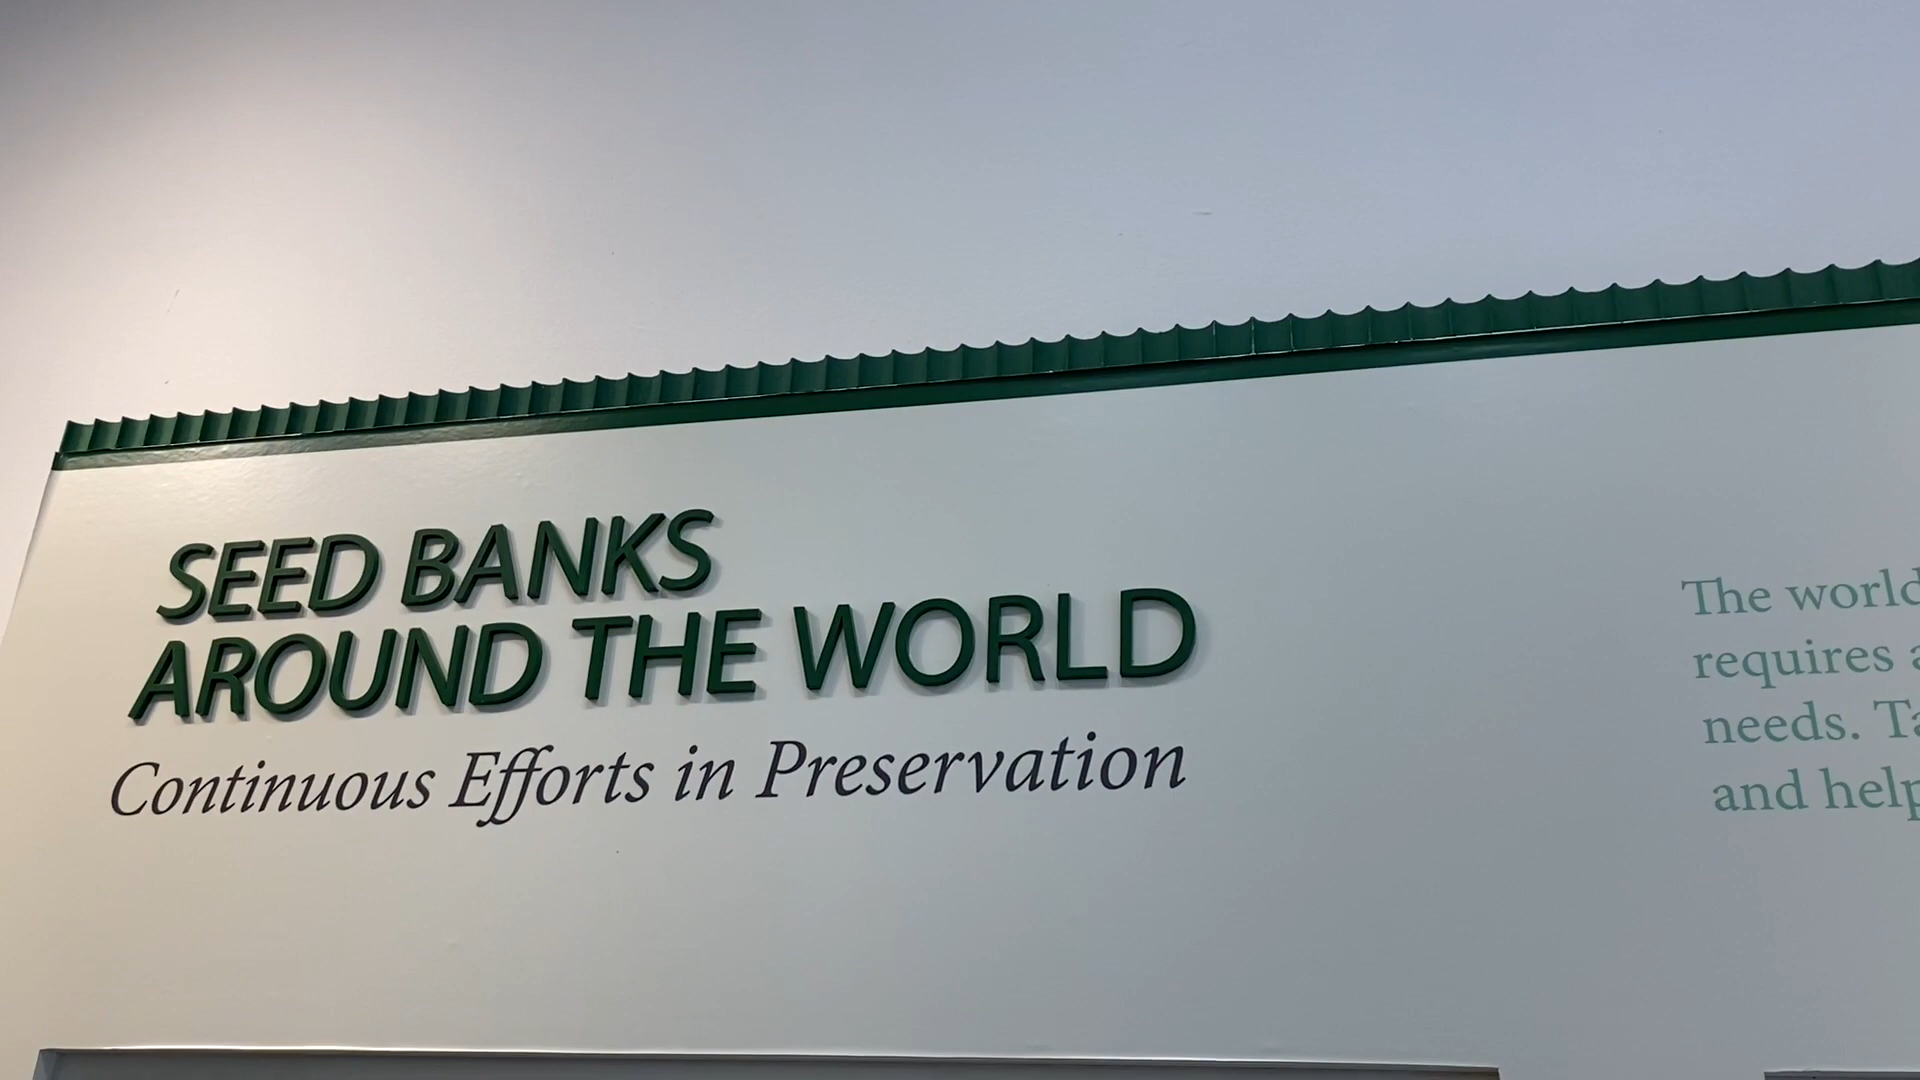 SEED BANKS
AROUND THE WORLD
Continuous Efforts in Preservation
The world
requires
needs.
and help